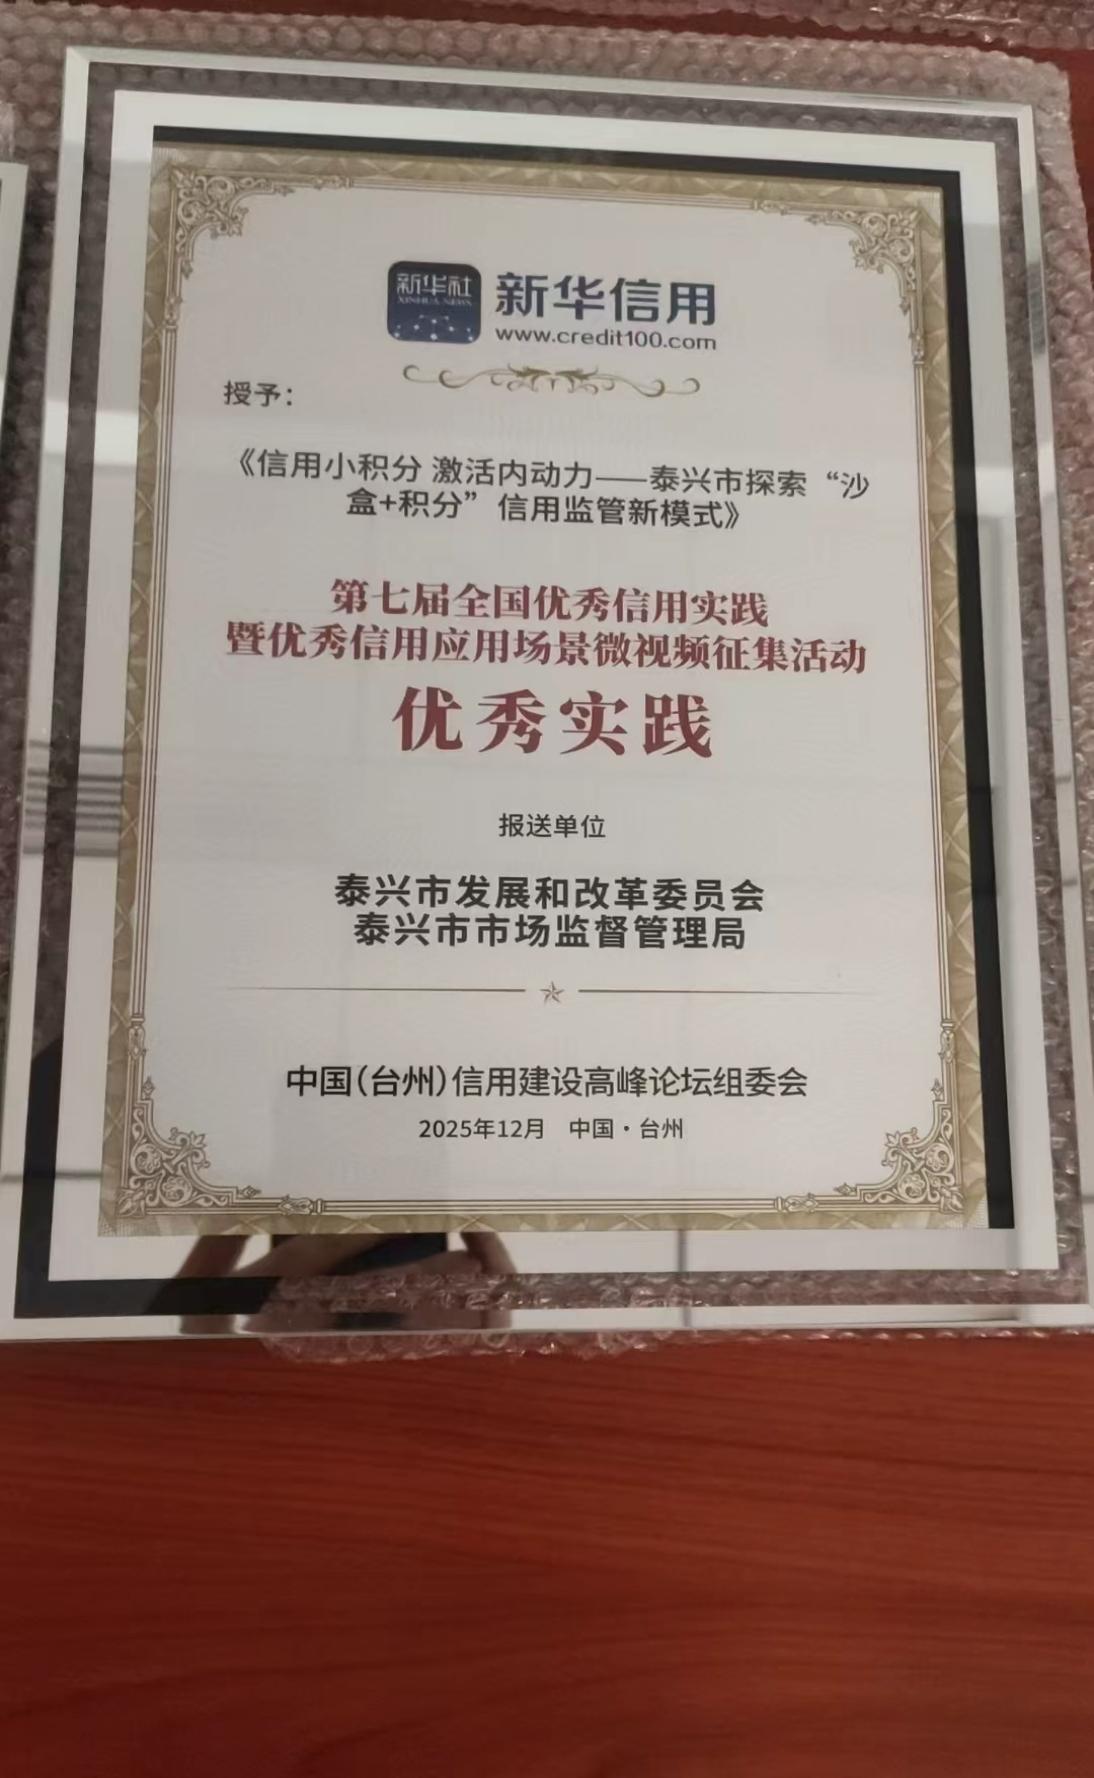 新华社
XINHUA NEWS
新华信用
www.credit100.com
授予：
《信用小积分 激活内动力——泰兴市探索“沙
盒+积分”信用监管新模式》
第七届全国优秀信用实践
暨优秀信用应用场景微视频征集活动
优秀实践
报送单位
泰兴市发展和改革委员会
泰兴市市场监督管理局
中国（台州）信用建设高峰论坛组委会
2025年12月 中国·台州